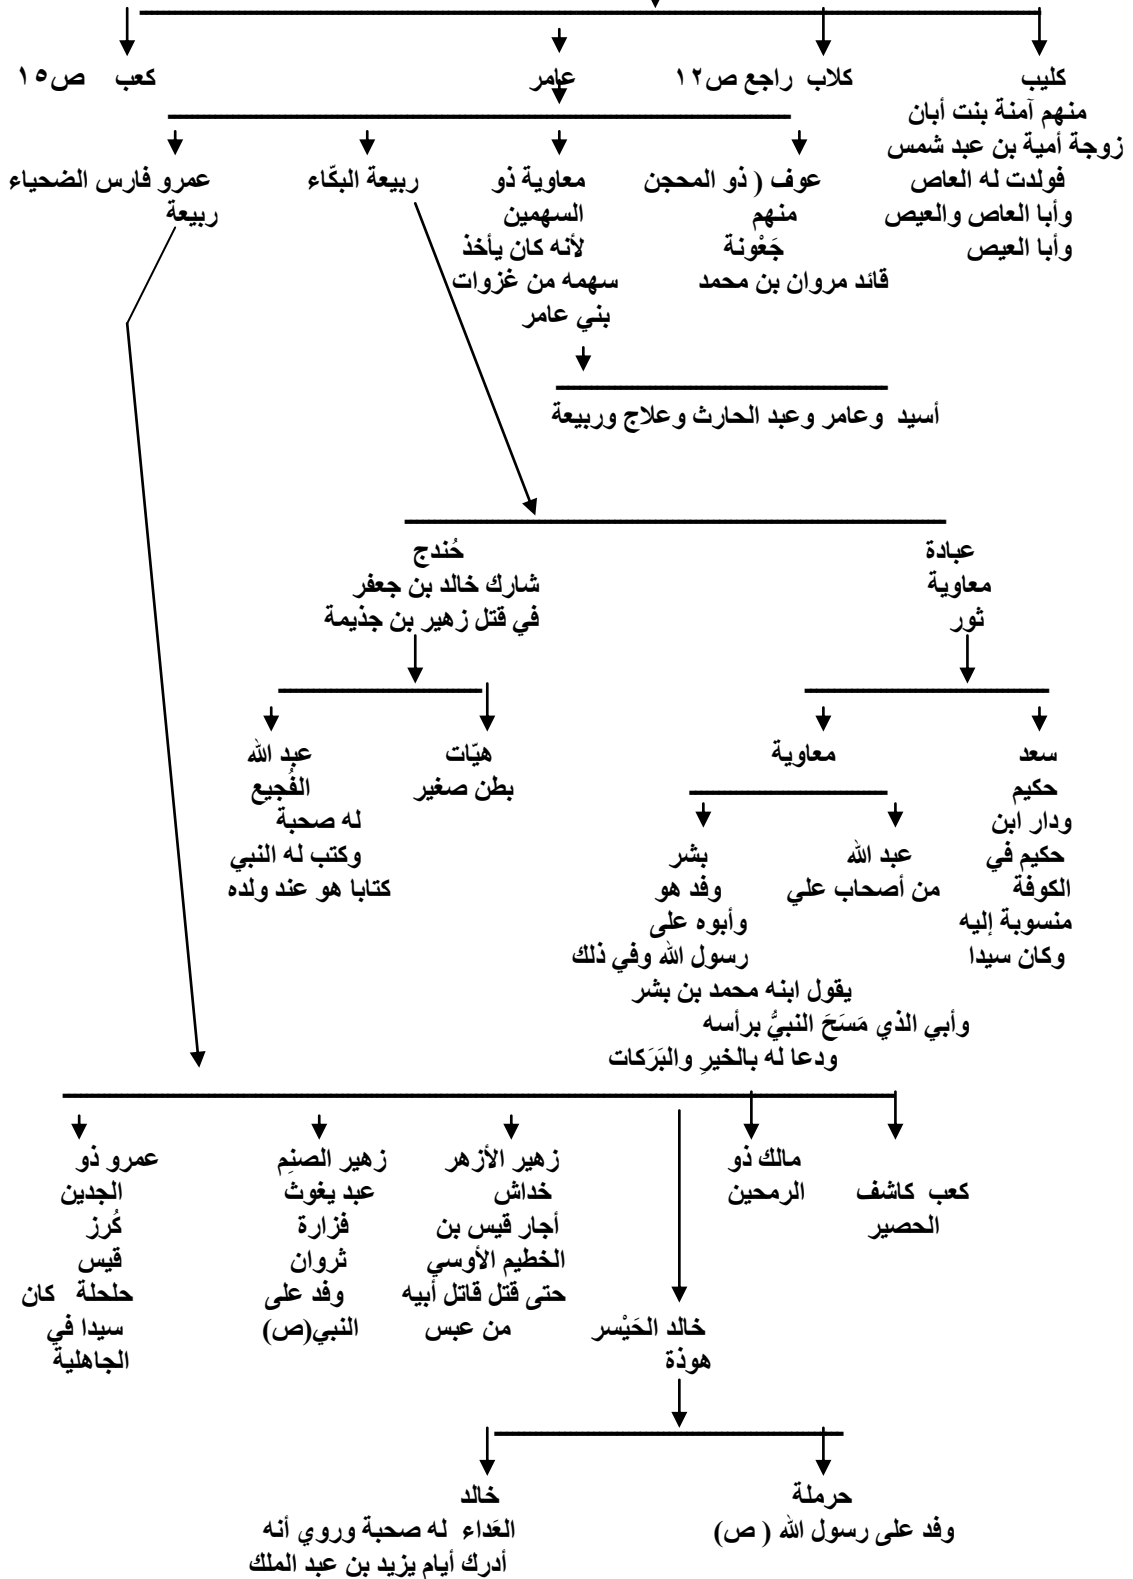 كليب
منهم آمنة بنت أبان
زوجة أمية بن عبد شمس
فولدت له العاص
وأبا العاص والعيص
وأبا العيص
كلاب راجع ص١٢
عامر
كعب ص١٥
عوف ( ذو المحجن
منهم
جَعْونة
قائد مروان بن محمد
معاوية ذو
السهمين
لأنه كان يأخذ
سهمه من غزوات
بني عامر
ربيعة البكّاء
عمرو فارس الضحياء
ربيعة
أسيد وعامر وعبد الحارث وعلاج وربيعة
عبادة
معاوية
ثور
حُندج
شارك خالد بن جعفر
في قتل زهير بن جذيمة
سعد
حكيم
ودار ابن
حكيم في
الكوفة
منسوبة إليه
وكان سيدا
معاوية
هيّات
بطن صغير
عبد الله
الفُجيع
له صحبة
وكتب له النبي
كتابا هو عند ولده
عبد الله
من أصحاب علي
بشر
وفد هو
وأبوه على
رسول الله وفي ذلك
يقول ابنه محمد بن بشر
وأبي الذي مَسَحَ النبيُّ برأسه
ودعا له بالخيرِ والبَرَكات
كعب كاشف
الحصير
مالك ذو
الرمحين
خالد الحَيْسر
هوذة
زهير الأزهر
خداش
أجار قيس بن
الخطيم الأوسي
حتى قتل قاتل أبيه
من عبس
زهير الصنِم
عبد يغوث
فزارة
ثروان
وفد على
النبي(ص)
عمرو ذو
الجدين
كُرز
قيس
حلحلة كان
سيدا في
الجاهلية
حرملة
وفد على رسول الله ( ص)
خالد
العَداء له صحبة وروي أنه
أدرك أيام يزيد بن عبد الملك